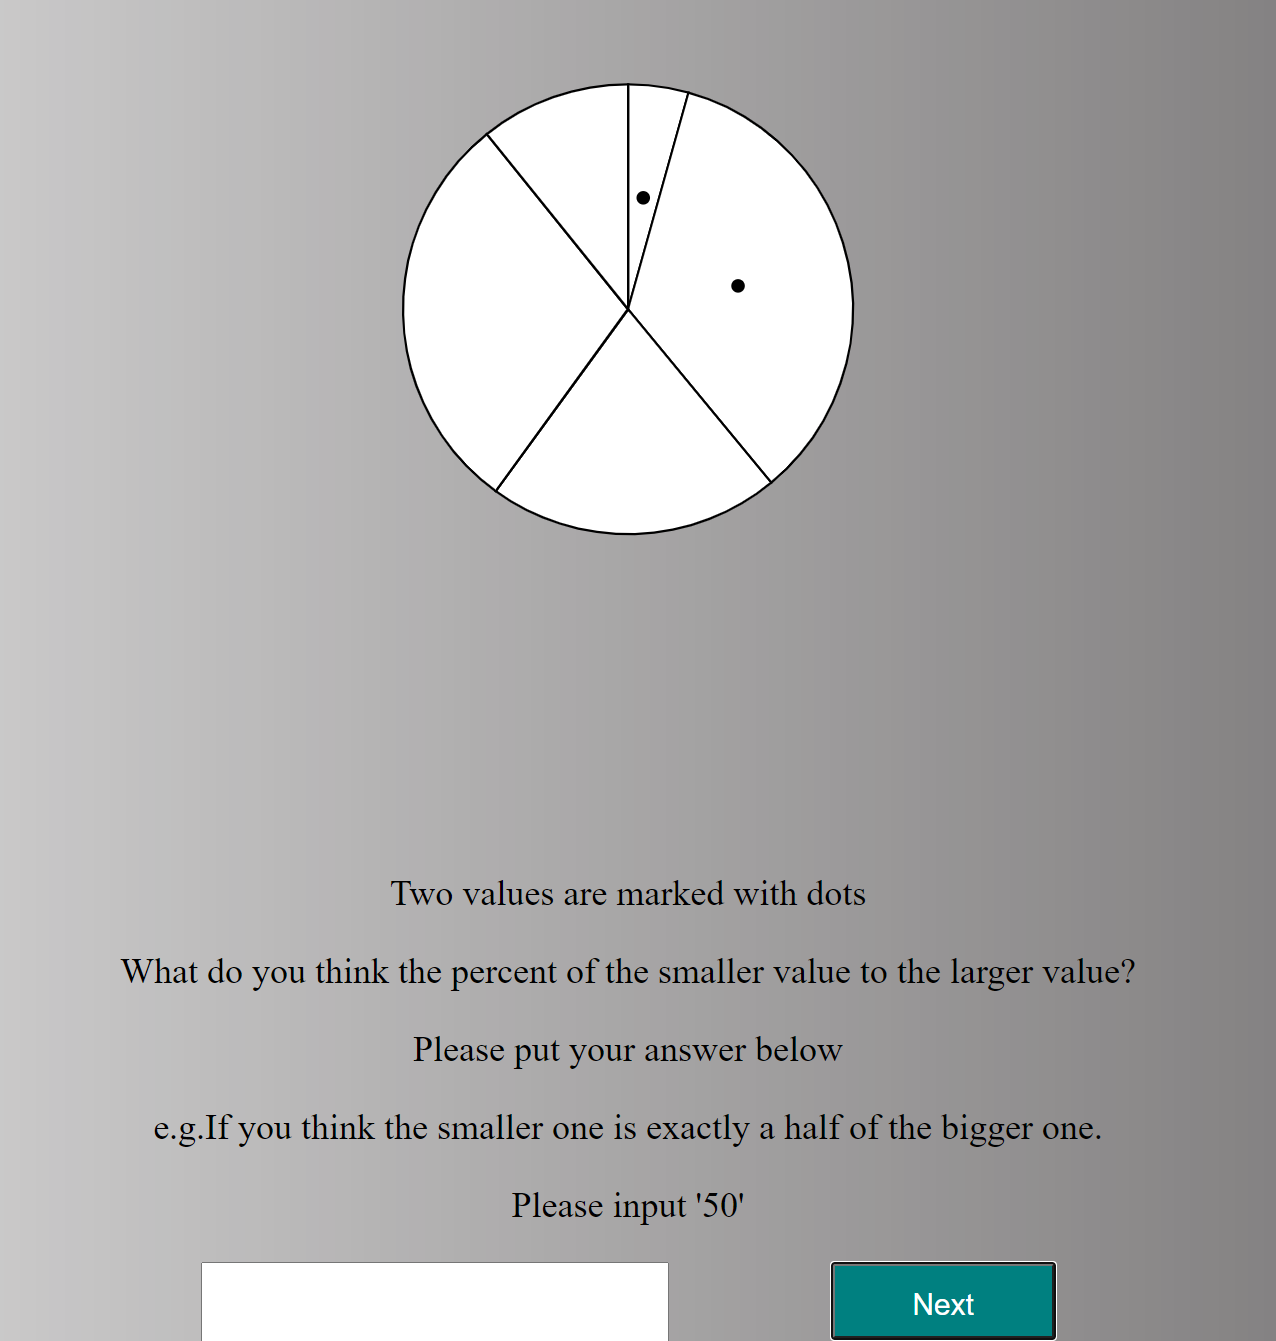 Two values are marked with dots
What do you think the percent of the smaller value to the larger value?
Please put your answer below
e.g.If you think the smaller one is exactly a half of the bigger one.
Please input '50'
Next